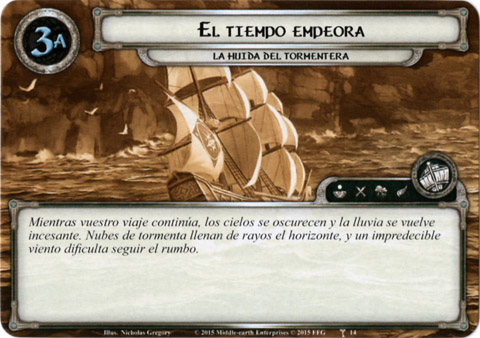 3A
El tiempo empeora
La huida del Tormentera
Mientras vuestro viaje continúa, los cielos se oscurecen y la lluvia se vuelve
incesante. Nubes de tormenta llenan de rayos el horizonte, y un impredecible
viento dificulta seguir el rumbo.
Illus. Nicholas Gregory © 2015 Middle-earth Enterprises © 2015 FFG 14